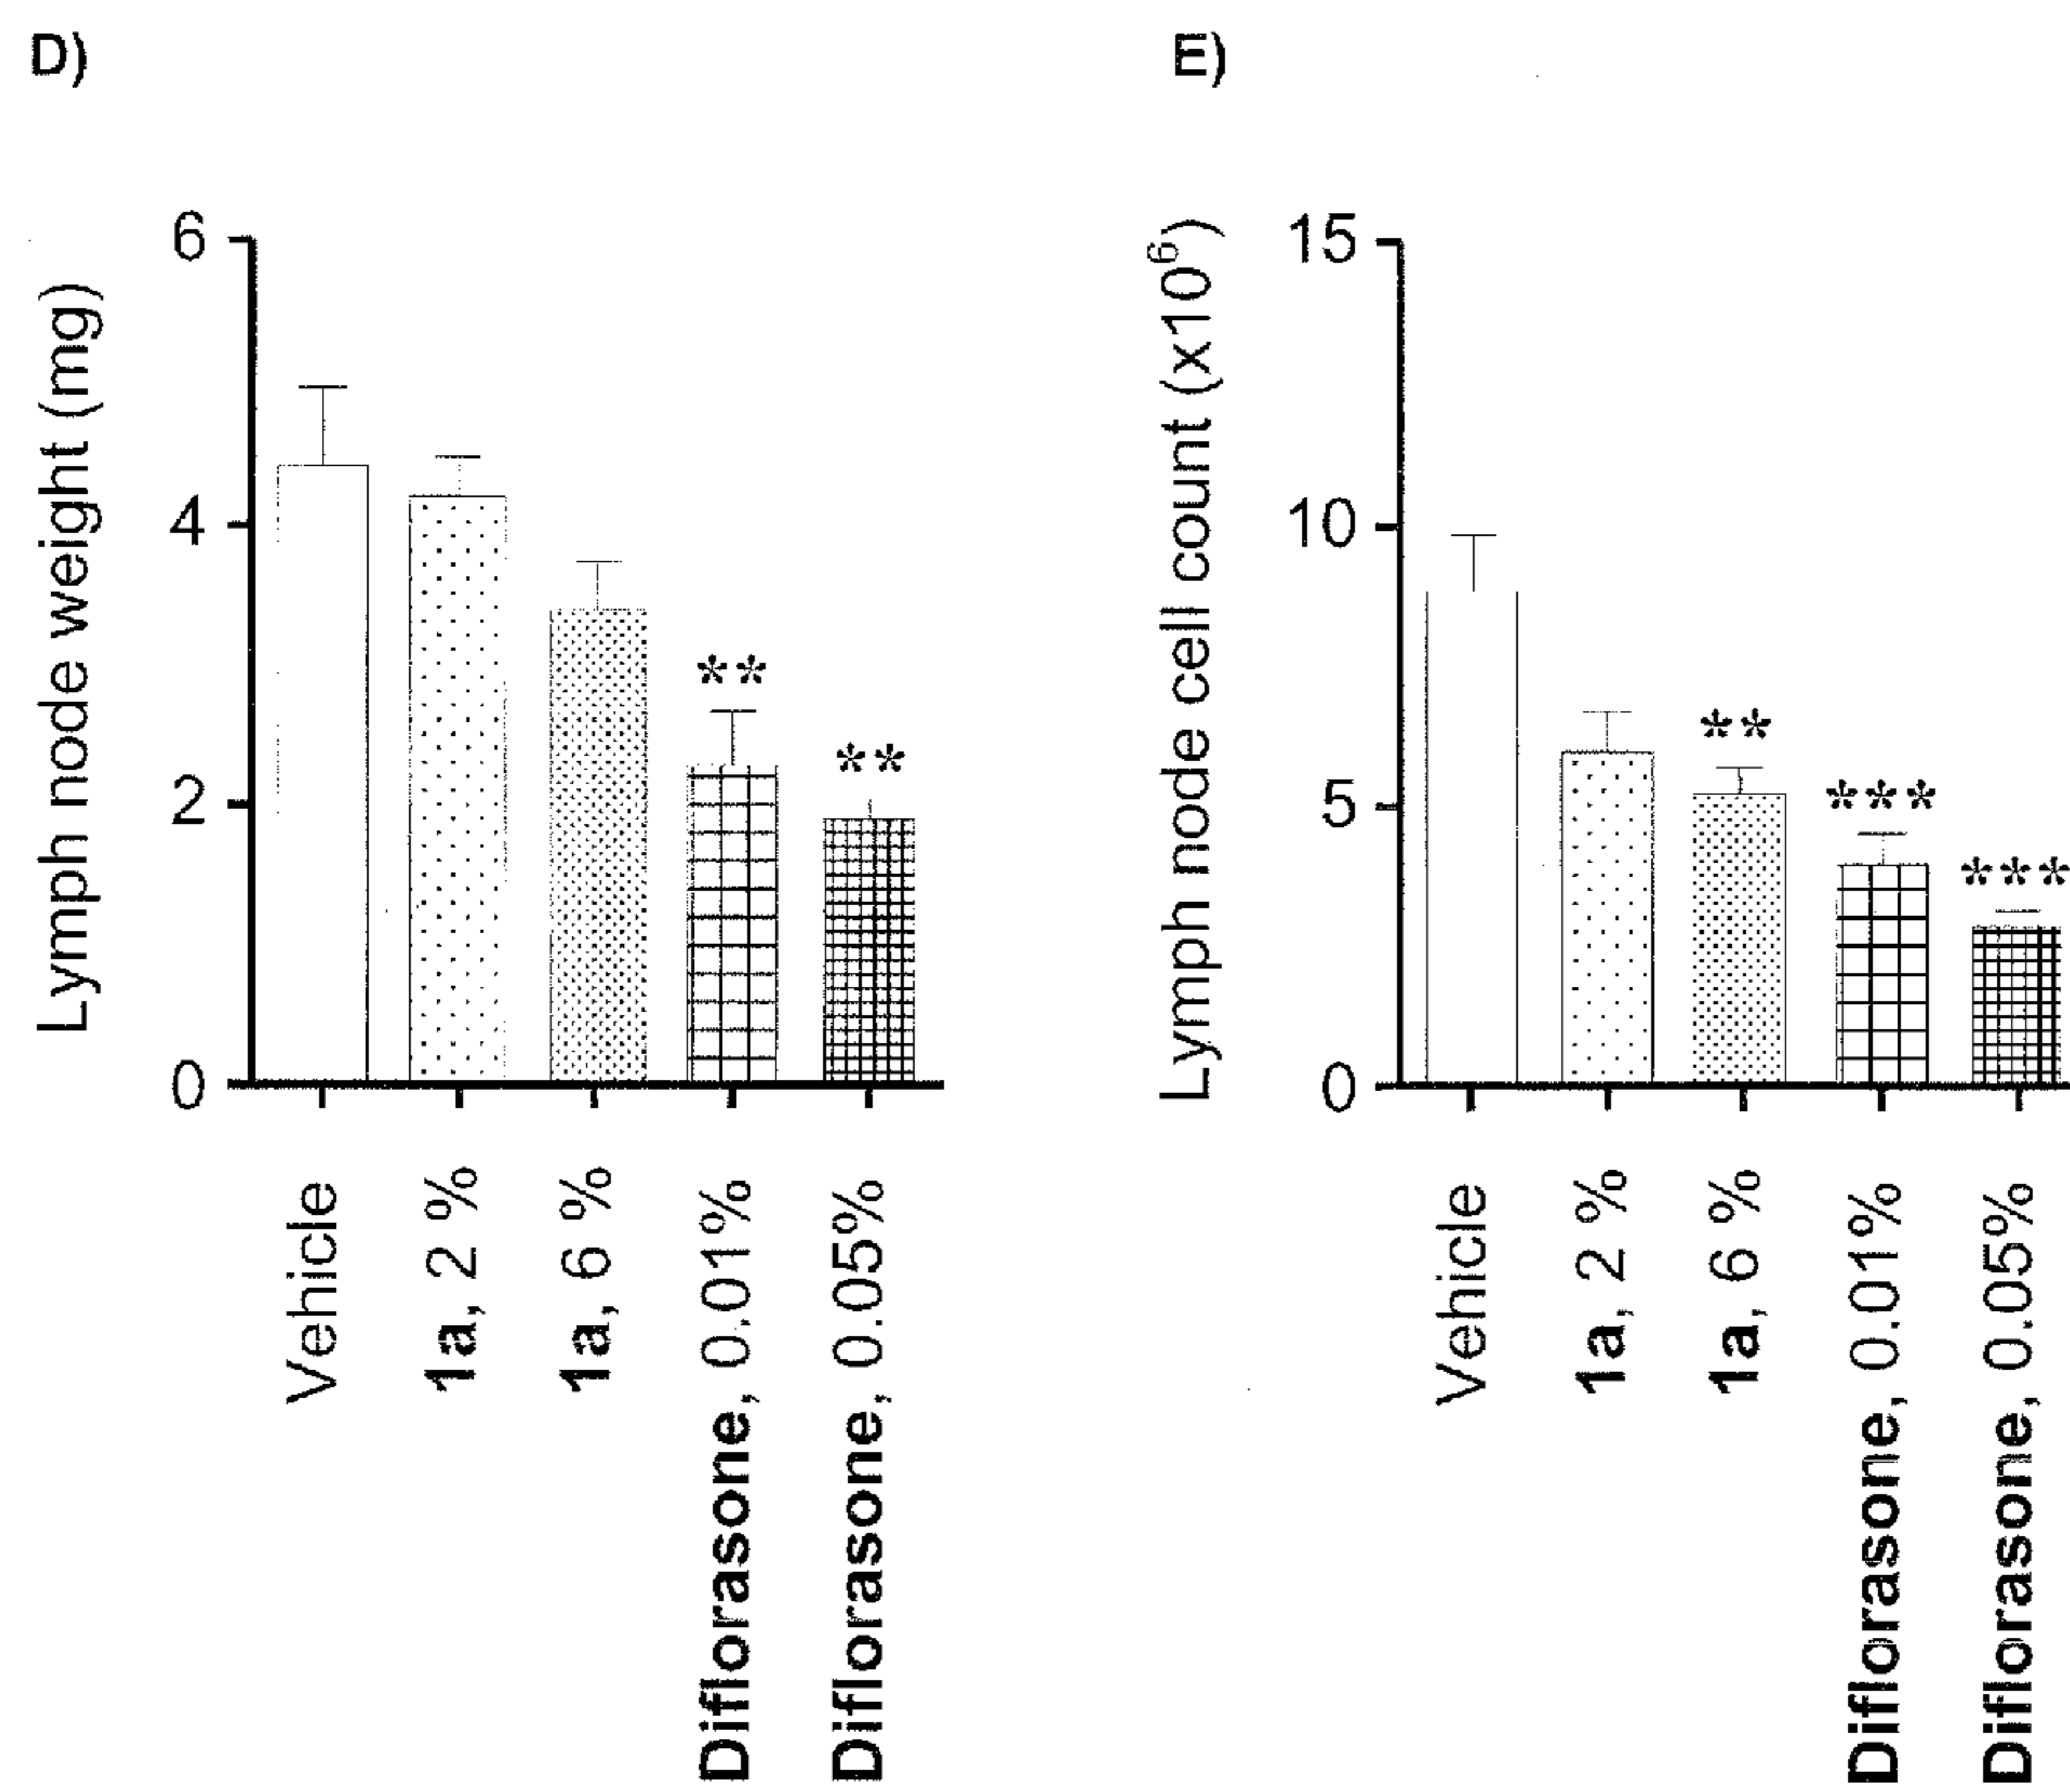 D)
Lymph node weight (mg)
6
4
2
0
**
**
Vehicle
1a, 2 %
1a, 6 %
Diflorasone, 0.01%
Diflorasone, 0.05%
E)
Lymph node cell count (x10⁶)
15
10
5
0
**
***
***
Vehicle
1a, 2 %
1a, 6 %
Diflorasone, 0.01%
Diflorasone, 0.05%